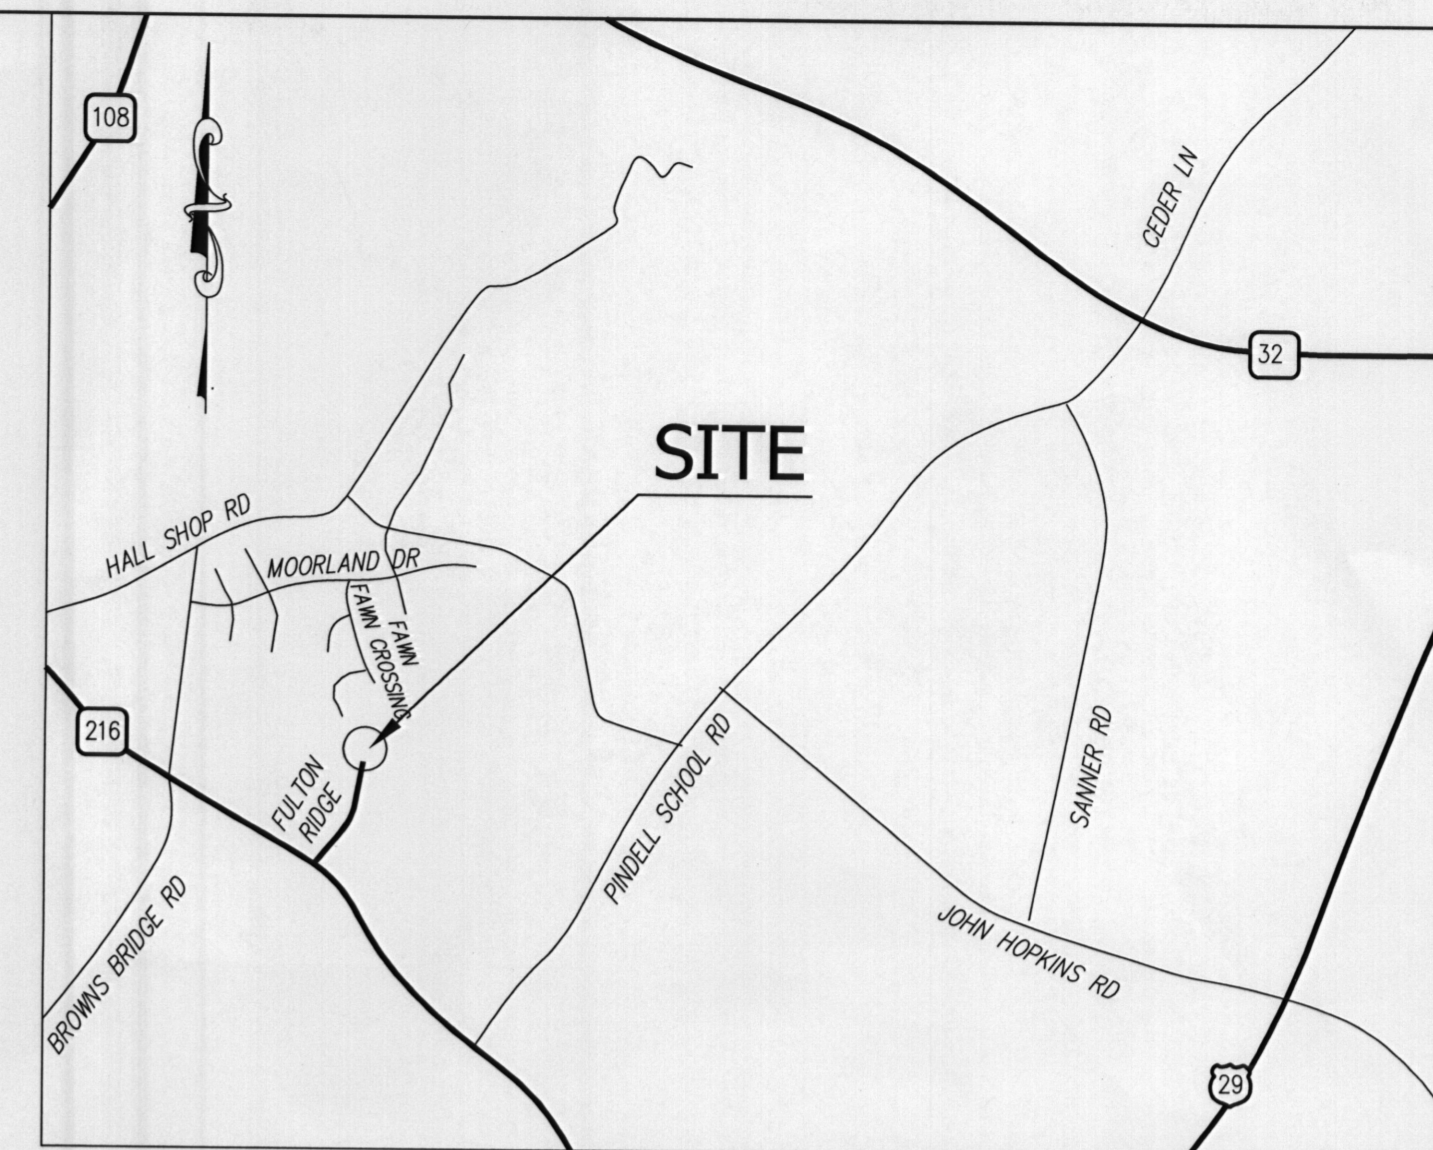 108
CEDER LN
32
SITE
HALL SHOP RD
MOORLAND DR
FAWN CROSSING
FAWN
216
FULTON
RIDGE
PINDELL SCHOOL RD
SANNER RD
BROWNS BRIDGE RD
JOHN HOPKINS RD
29